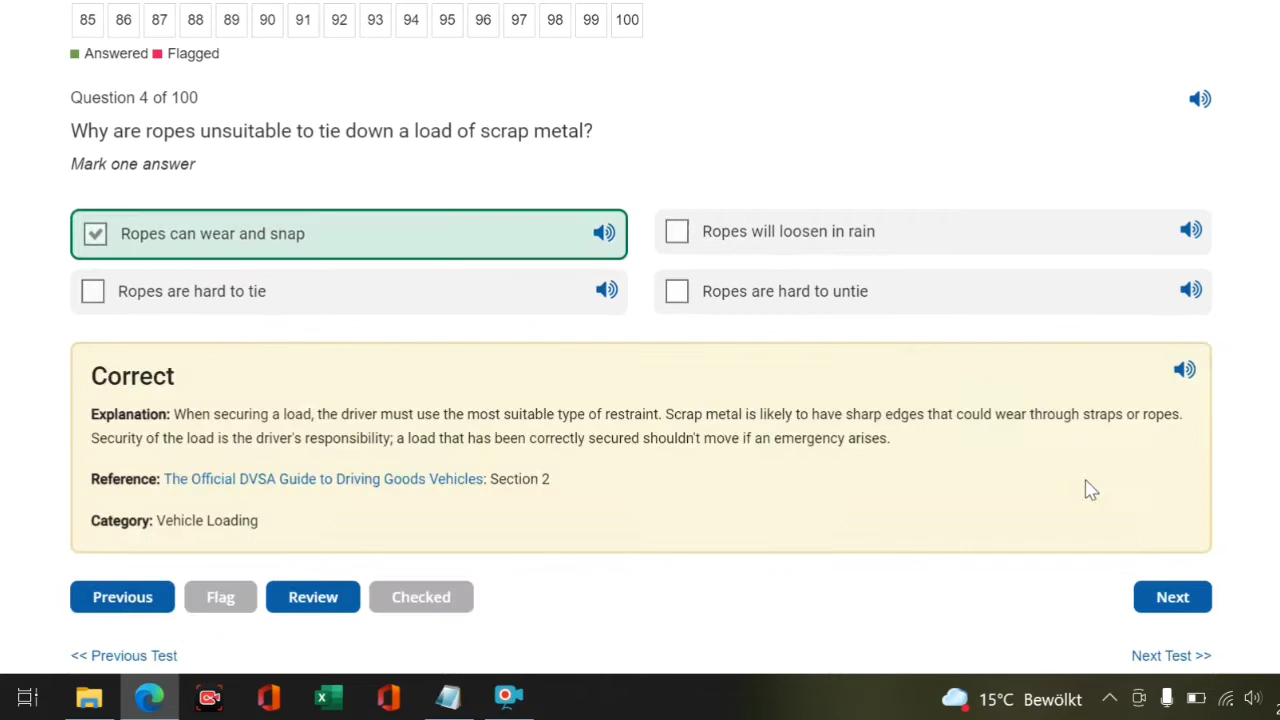 85 86 87 88 89 90 91 92 93 94 95 96 97 98 99 100
Answered Flagged
Question 4 of 100
Why are ropes unsuitable to tie down a load of scrap metal?
Mark one answer
Ropes can wear and snap
Ropes will loosen in rain
Ropes are hard to tie
Ropes are hard to untie
Correct
Explanation: When securing a load, the driver must use the most suitable type of restraint. Scrap metal is likely to have sharp edges that could wear through straps or ropes.
Security of the load is the driver's responsibility; a load that has been correctly secured shouldn't move if an emergency arises.
Reference: The Official DVSA Guide to Driving Goods Vehicles: Section 2
Category: Vehicle Loading
Previous Flag Review Checked Next
<< Previous Test Next Test >>
15°C Bewölkt